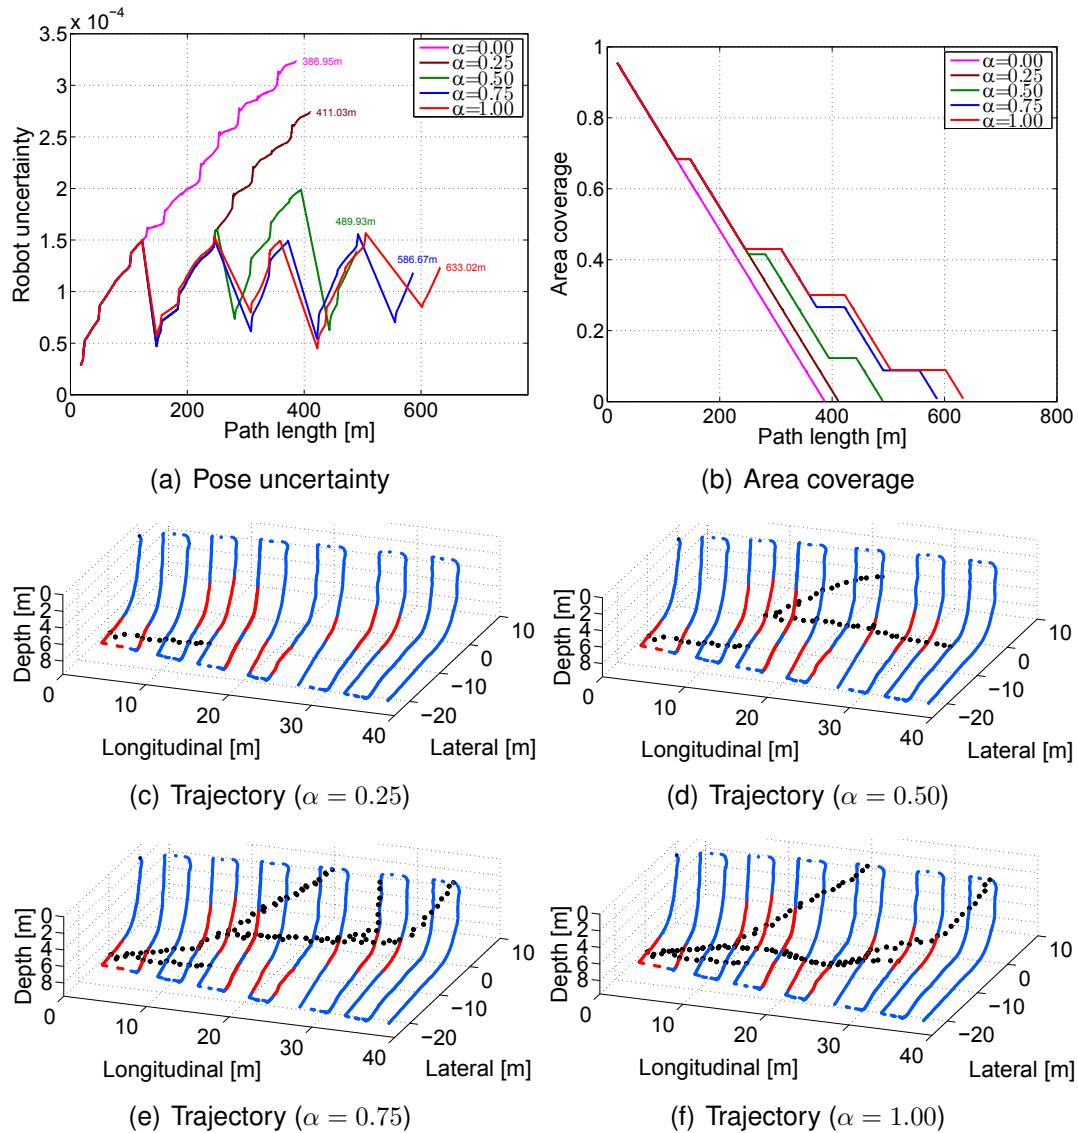 x 10⁻⁴
3.5
3
2.5
2
1.5
1
0.5
0
0 200 400 600
Robot uncertainty
Path length [m]
α=0.00
α=0.25
α=0.50
α=0.75
α=1.00
386.95m
411.03m
489.93m
586.67m
633.02m
(a) Pose uncertainty
1
0.8
0.6
0.4
0.2
0
0 200 400 600 800
Area coverage
Path length [m]
α=0.00
α=0.25
α=0.50
α=0.75
α=1.00
(b) Area coverage
Depth [m]
0
2
4
6
8
0 10 20 30 40
10
0
−10
−20
Longitudinal [m]
Lateral [m]
(c) Trajectory (α = 0.25)
Depth [m]
0
2
4
6
8
0 10 20 30 40
10
0
−10
−20
Longitudinal [m]
Lateral [m]
(d) Trajectory (α = 0.50)
Depth [m]
0
2
4
6
8
0 10 20 30 40
10
0
−10
−20
Longitudinal [m]
Lateral [m]
(e) Trajectory (α = 0.75)
Depth [m]
0
2
4
6
8
0 10 20 30 40
10
0
−10
−20
Longitudinal [m]
Lateral [m]
(f) Trajectory (α = 1.00)